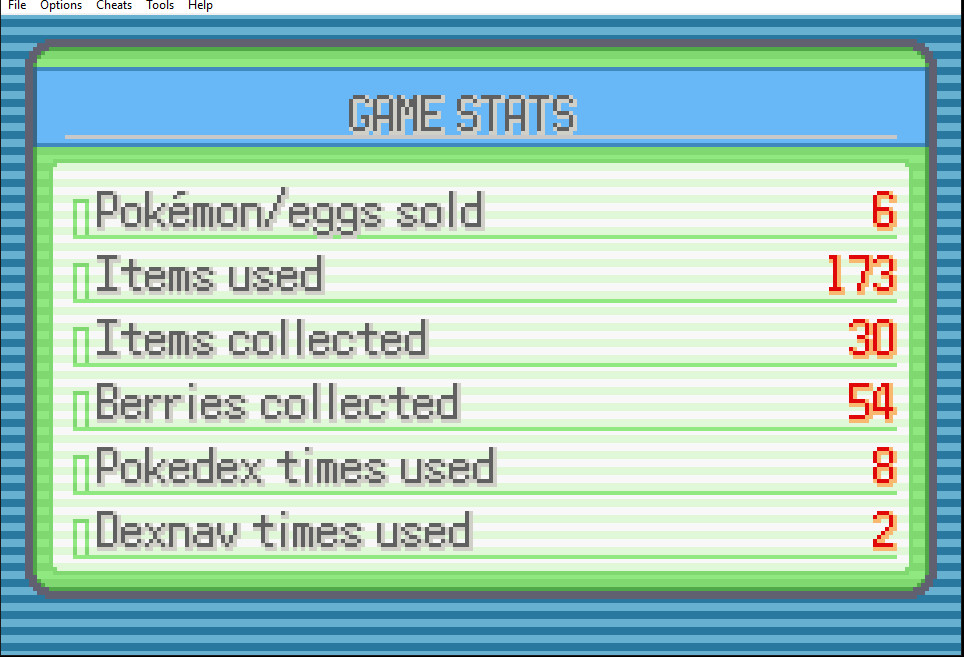 File Options Cheats Tools Help
GAME STATS
Pokémon/eggs sold 6
Items used 173
Items collected 30
Berries collected 54
Pokedex times used 8
Dexnav times used 2